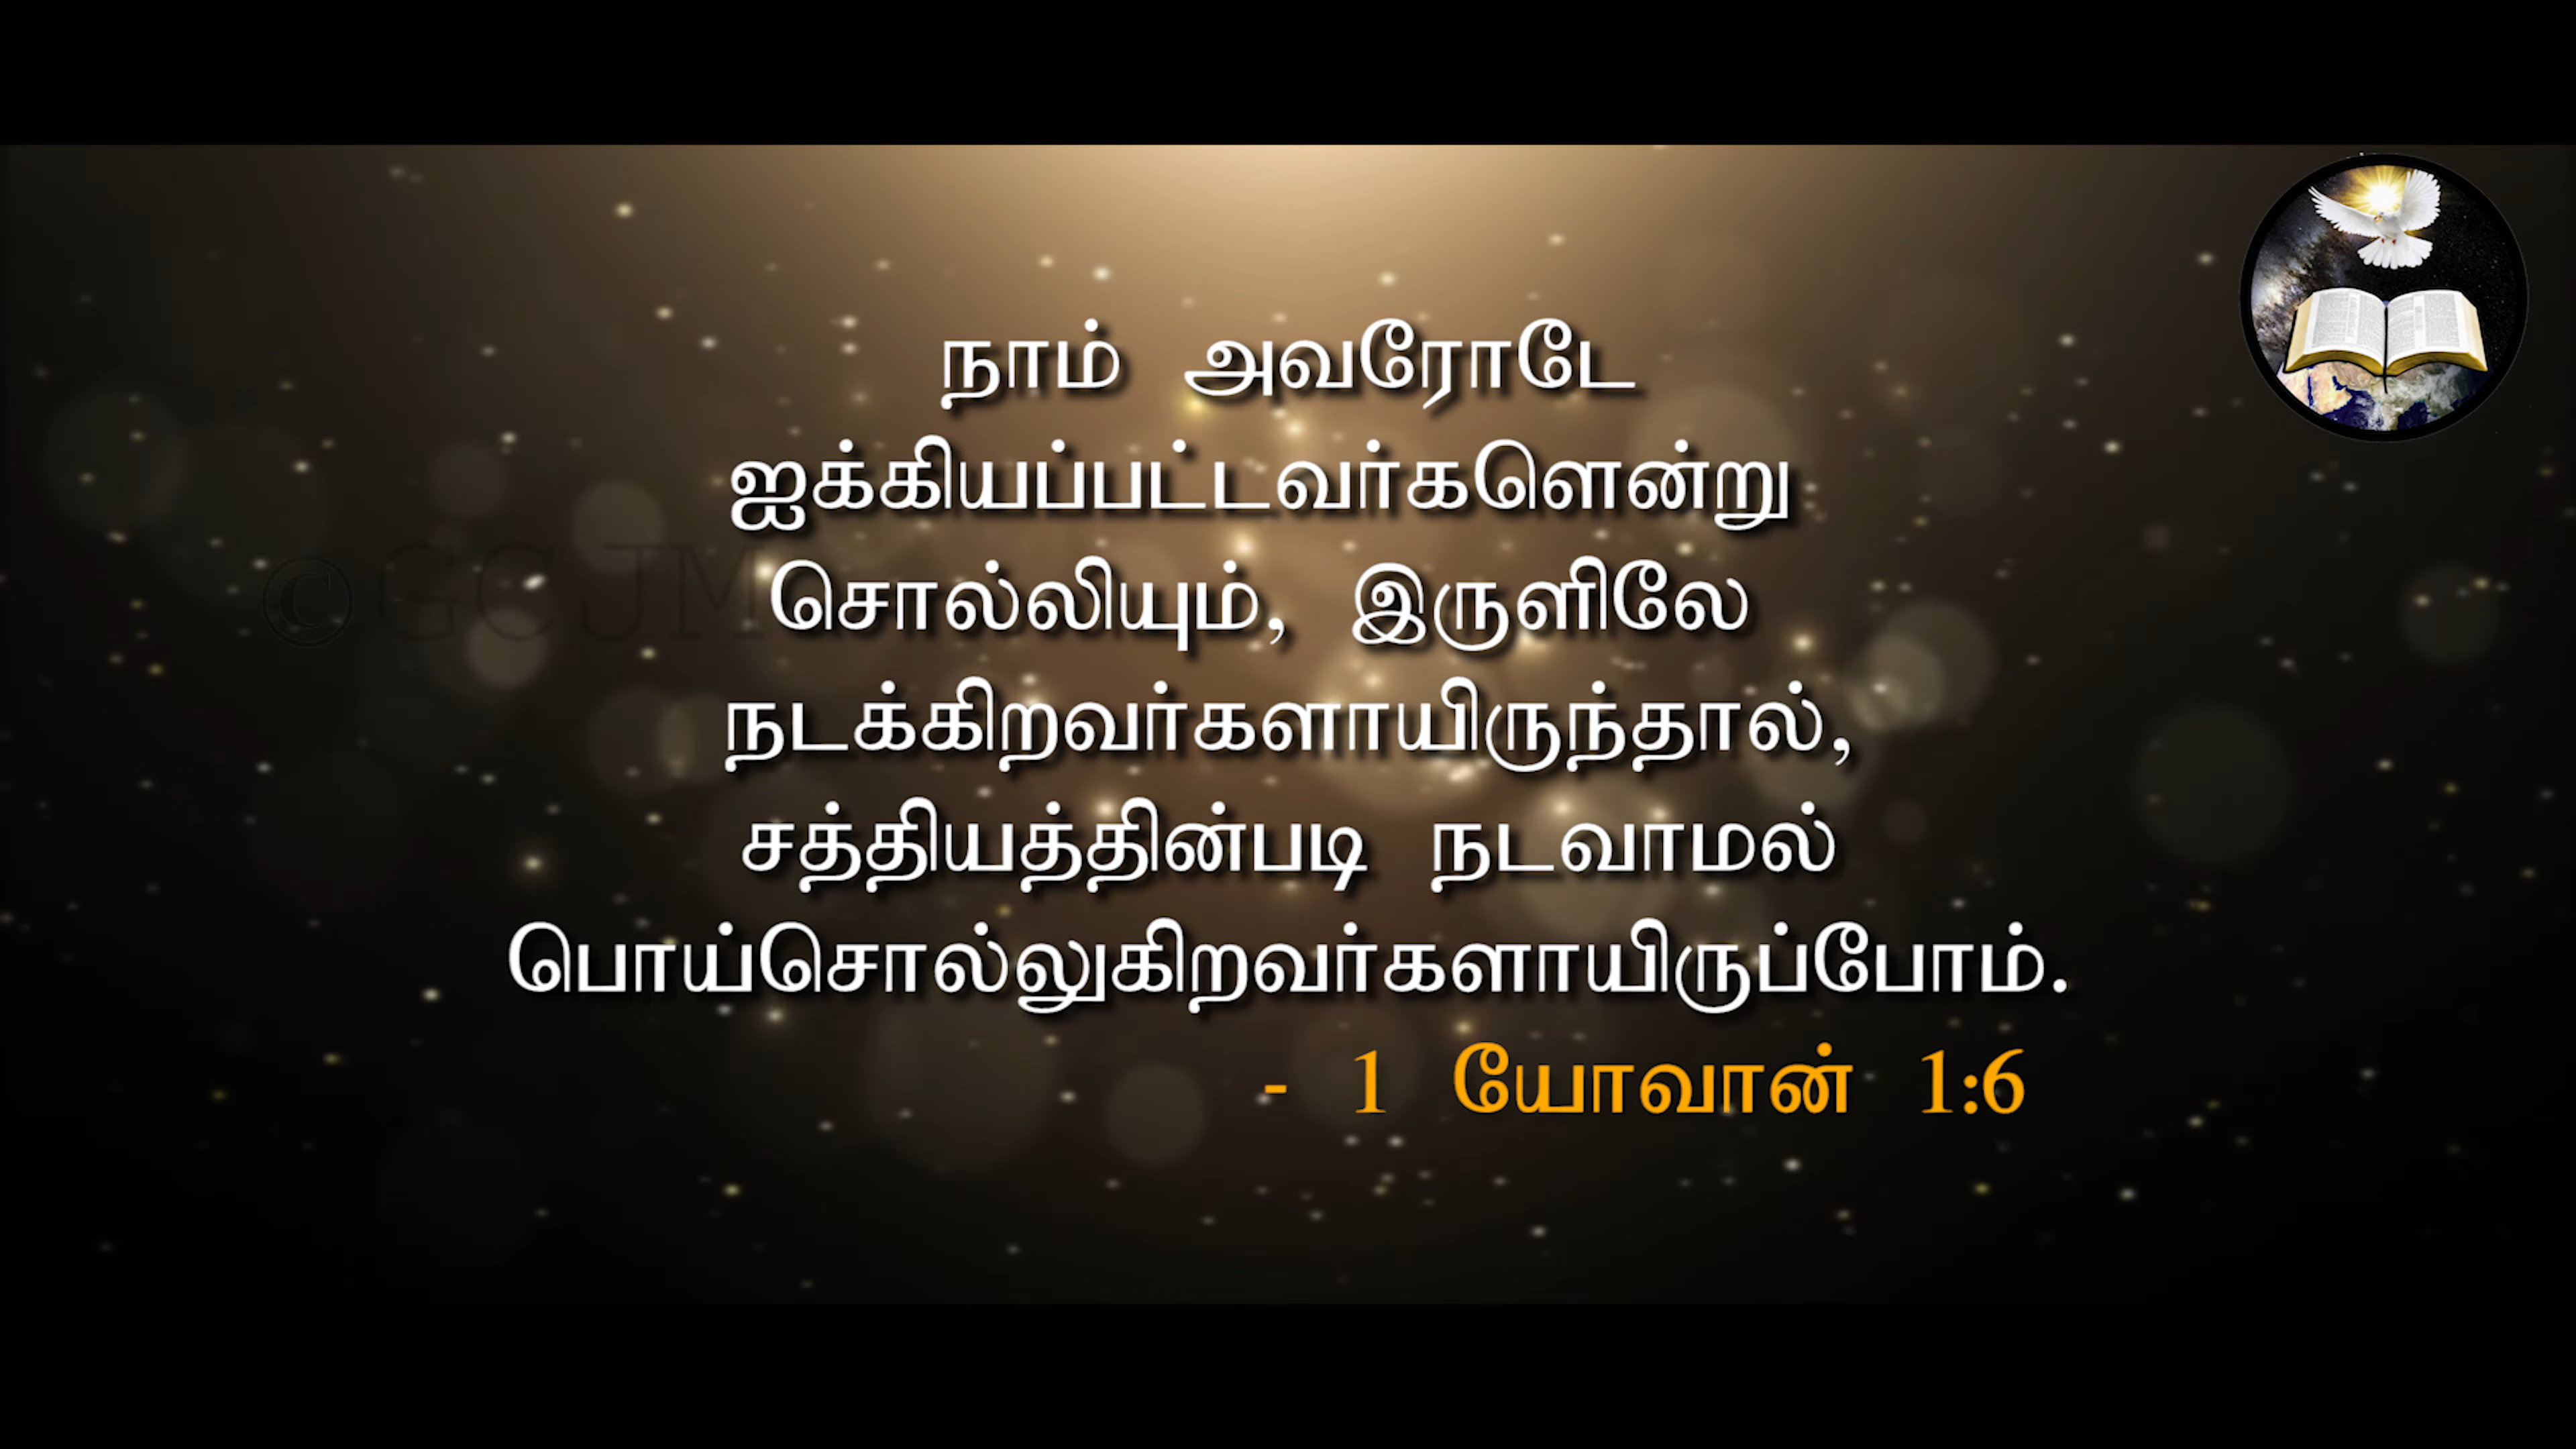 நாம் அவரோடே
ஐக்கியப்பட்டவர்களென்று
சொல்லியும், இருளிலே
நடக்கிறவர்களாயிருந்தால்,
சத்தியத்தின்படி நடவாமல்
பொய்சொல்லுகிறவர்களாயிருப்போம்.
- 1 யோவான் 1:6
©GCJM